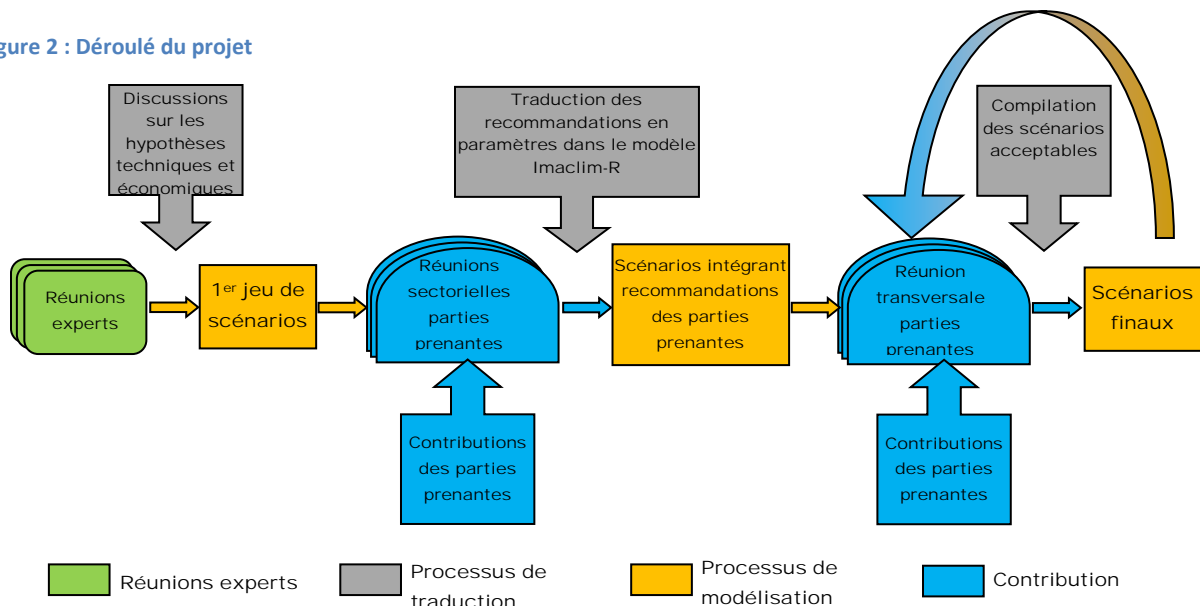 gure 2 : Déroulé du projet
Discussions
sur les
hypothèses
techniques et
économiques
Traduction des
recommandations en
paramètres dans le modèle
Imaclim-R
Compilation
des scénarios
acceptables
Réunions
experts
1er jeu de
scénarios
Réunions
sectorielles
parties
prenantes
Scénarios intégrant
recommandations
des parties
prenantes
Réunion
transversale
parties
prenantes
Scénarios
finaux
Contributions
des parties
prenantes
Contributions
des parties
prenantes
Réunions experts
Processus de
traduction
Processus de
modélisation
Contribution